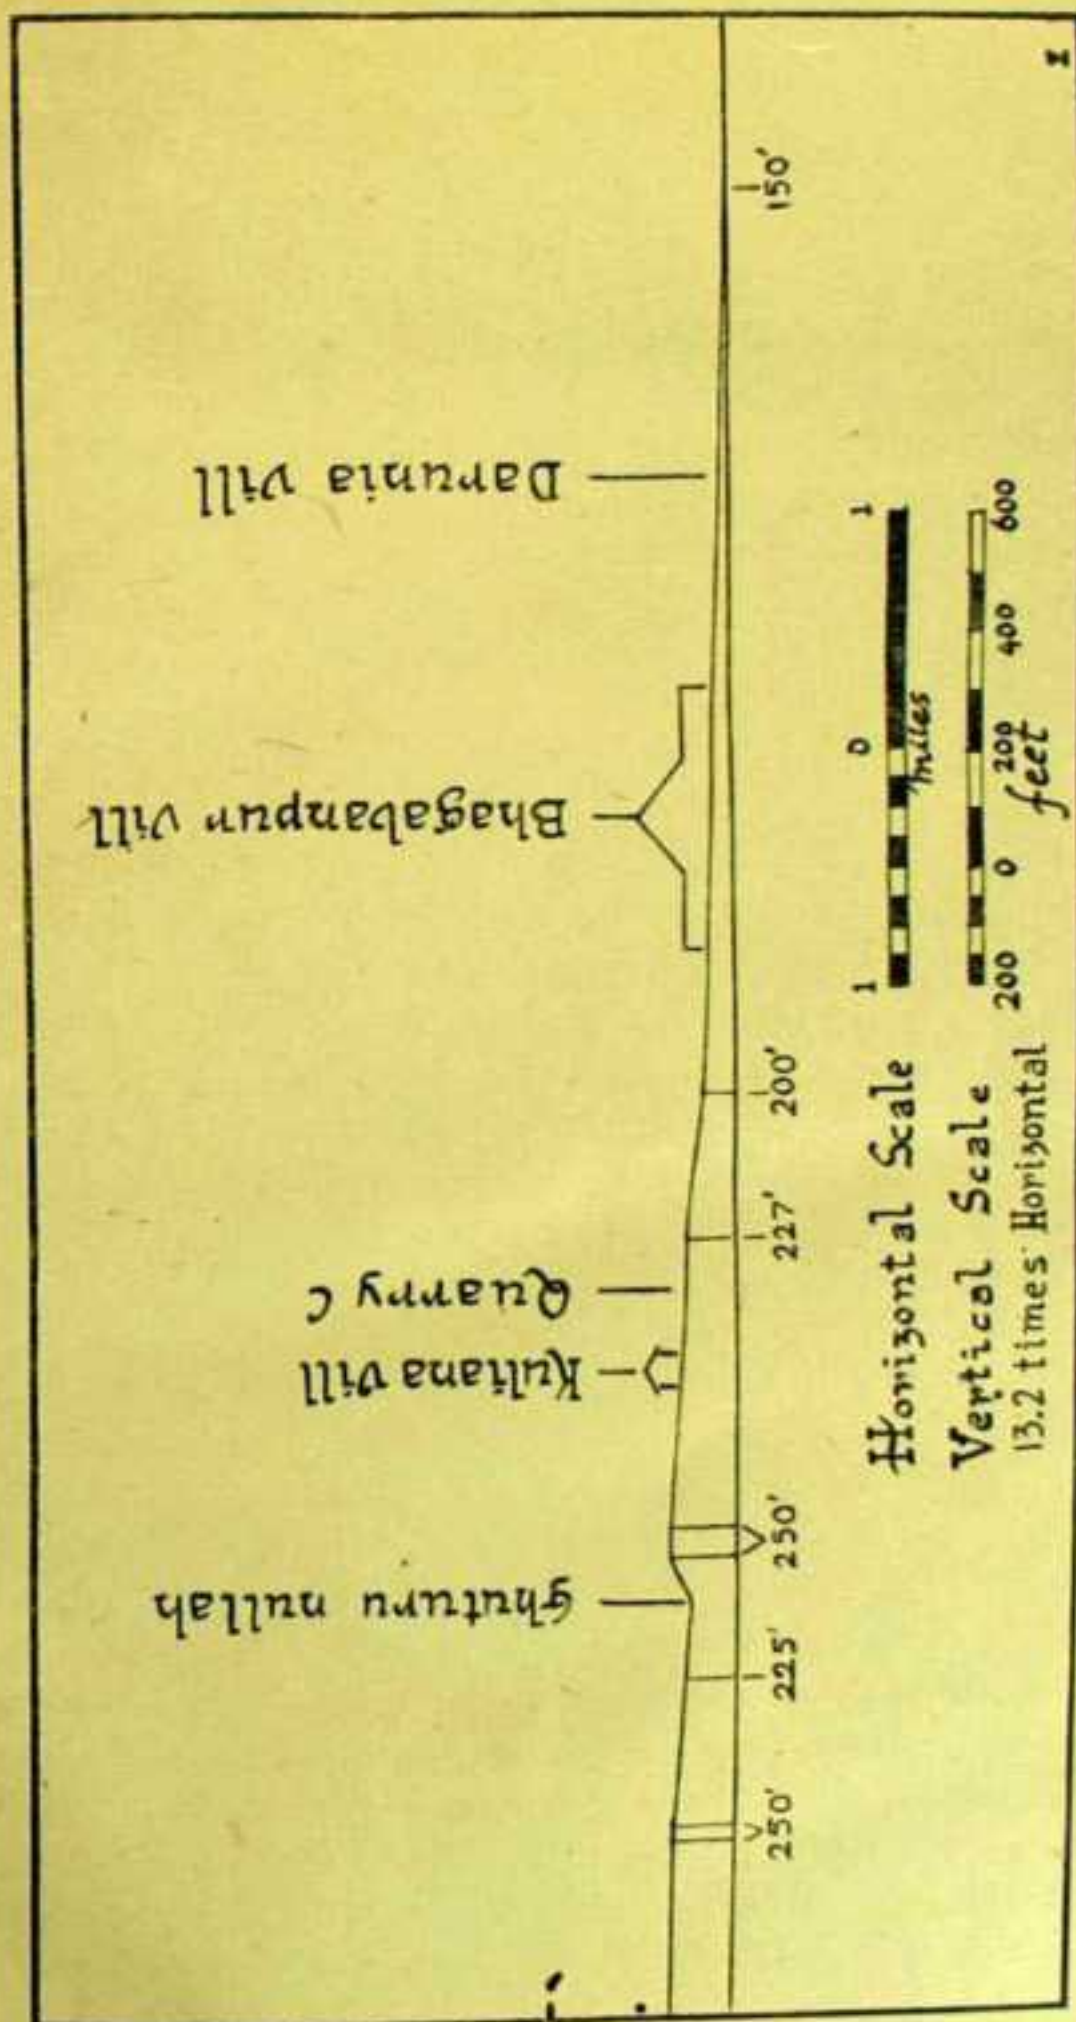 Ghuturu nullah
Kuliana vill
Quarry C
Bhagabanpur vill
Darunia vill
250'
225'
250'
227'
200'
150'
Horizontal Scale
1 0 1
miles
Vertical Scale
200 0 200 400 600
feet
13.2 times Horizontal